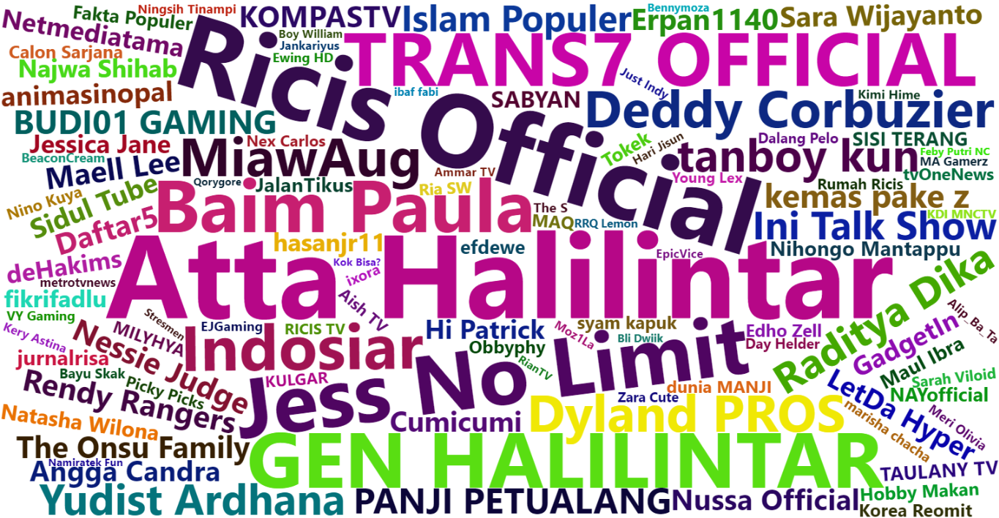 Ningsih Tinampi
Bennymoza
Fakta Populer
KOMPASTV
Islam Populer
Erpan1140
Sara Wijayanto
Netmediatama
Boy William
Jankariyus
Ewing HD
Ricis Official
TRANS7 OFFICIAL
Calon Sarjana
Najwa Shihab
Just Indy
animasinopal
ibaf fabi
SABYAN
Kimi Hime
Deddy Corbuzier
BUDI01 GAMING
Jessica Jane
Nex Carlos
MiawAug
Tokek
Hari Jisun
Dalang Pelo
SISI TERANG
tanboy kun
Feby Putri NC
MA Gamerz
BeaconCream
Maell Lee
Qorygore
JalanTikus
Ammar TV
Young Lex
tvOneNews
Rumah Ricis
Nino Kuya
Sidul Tube
Baim Paula
Ria SW
The S
kemas pake z
MAQ
RRQ Lemon
KDI MNCTV
Daftar5
Ini Talk Show
hasanjr11
efdewe
EpicVice
Nihongo Mantappu
deHakims
Atta Halilintar
Kok Bisa?
ixora
metrotvnews
Raditya Dika
fikrifadlu
Aish TV
VY Gaming
Stresmen
Alip_Ba_Ta
Kery Astina
Nessie Judge
MILYHYA
EJGaming
RICIS TV
Hi Patrick
Moz1La
syam kapuk
Edho Zell
GadgetIn
Indosiar
Bli Dwiik
Day Helder
Obbyphy
No Limit
jurnalrisa
RianTV
Maul Ibra
Bayu Skak
Jess
KULGAR
Sarah Viloid
Rendy Rangers
Picky Picks
dunia MANJI
LetDa Hyper
NAYofficial
Zara Cute
Natasha Wilona
Cumicumi
Dyland PROS
marisha chacha
Meri Olivia
The Onsu Family
GEN HALILINTAR
Namiratek Fun
Angga Candra
TAULANY TV
Yudist Ardhana
PANJI PETUALANG
Nussa Official
Hobby Makan
Korea Reomit